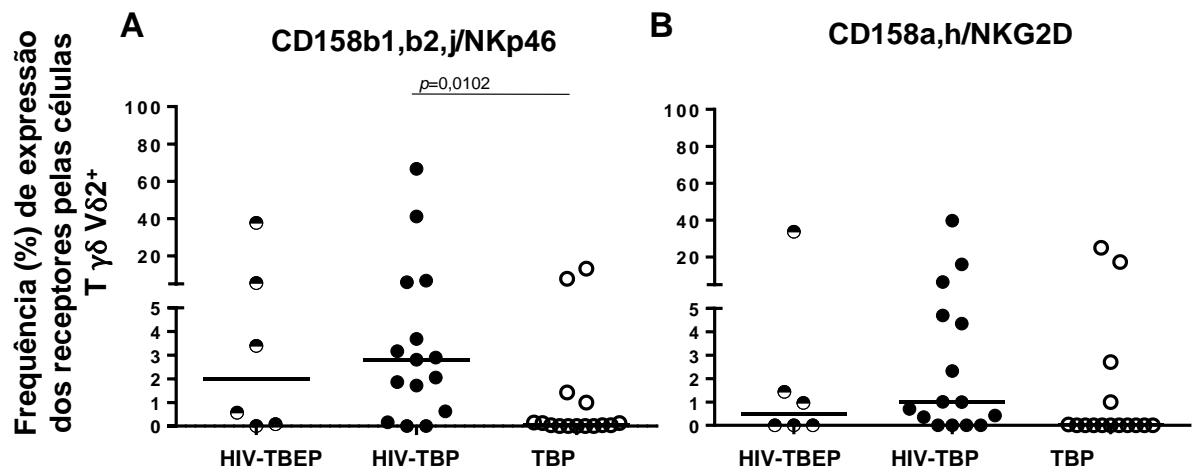 A
CD158b1,b2,j/NKp46
B
CD158a,h/NKG2D
Frequência (%) de expressão
dos receptores pelas células
T γδ Vδ2⁺
p=0,0102
100
80
60
40
20
5
4
3
2
1
0
HIV-TBEP
HIV-TBP
TBP
100
80
60
40
20
5
4
3
2
1
0
HIV-TBEP
HIV-TBP
TBP